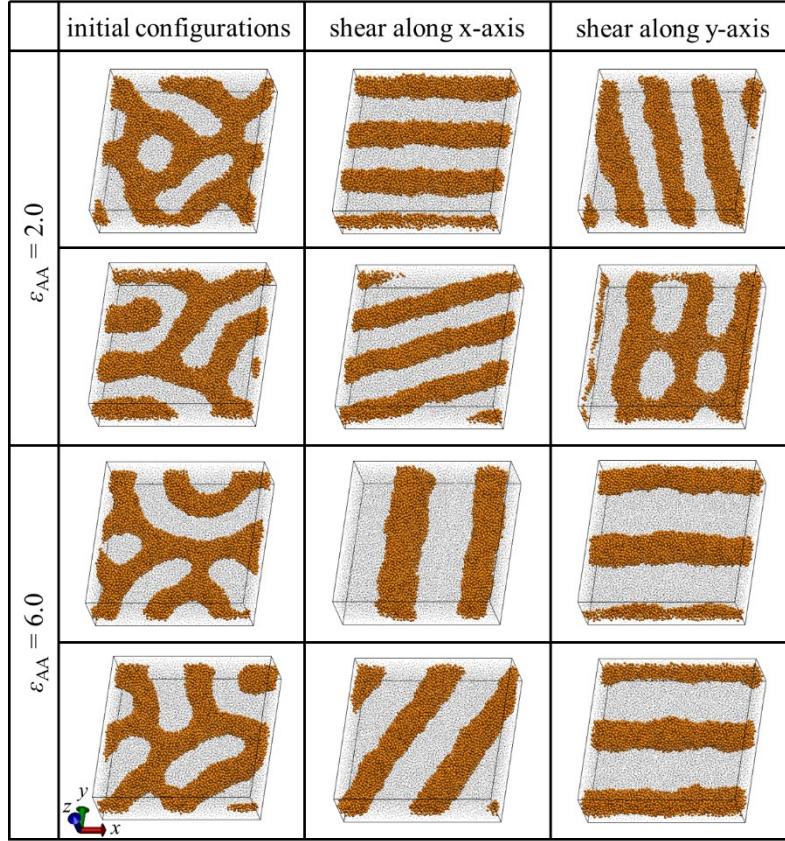 initial configurations
shear along x-axis
shear along y-axis
εAA = 2.0
εAA = 6.0
y
z
x